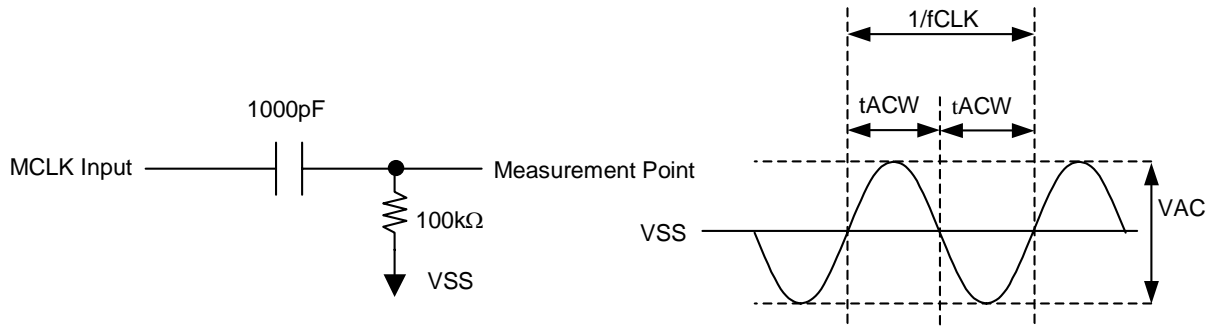 1000pF
MCLK Input
Measurement Point
100kΩ
VSS
1/fCLK
tACW
tACW
VSS
VAC